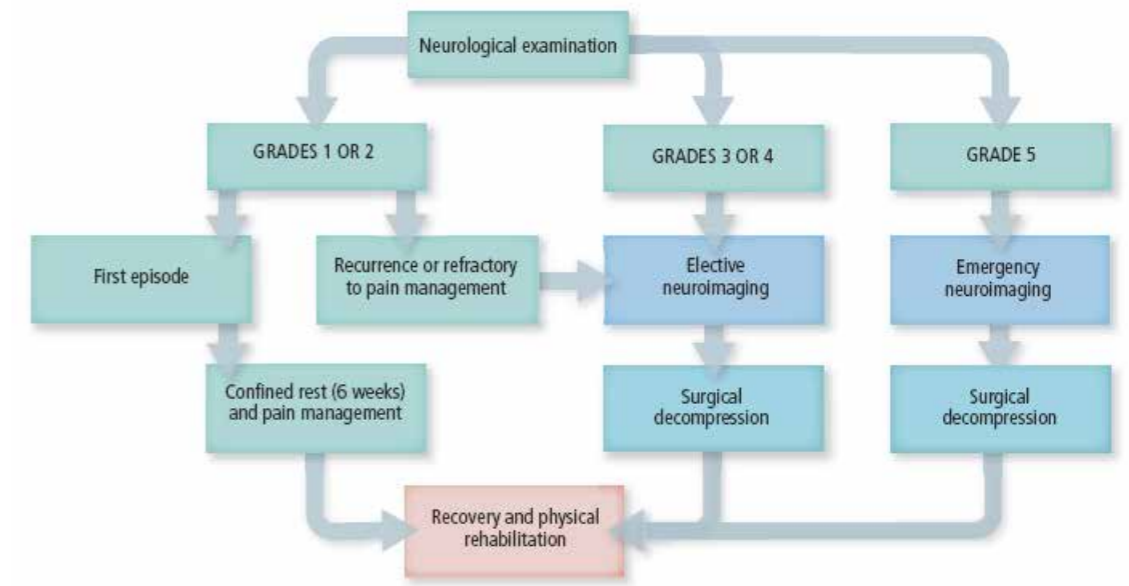 Neurological examination
GRADES 1 OR 2
GRADES 3 OR 4
GRADE 5
First episode
Recurrence or refractory
to pain management
Elective
neuroimaging
Emergency
neuroimaging
Confined rest (6 weeks)
and pain management
Surgical
decompression
Surgical
decompression
Recovery and physical
rehabilitation